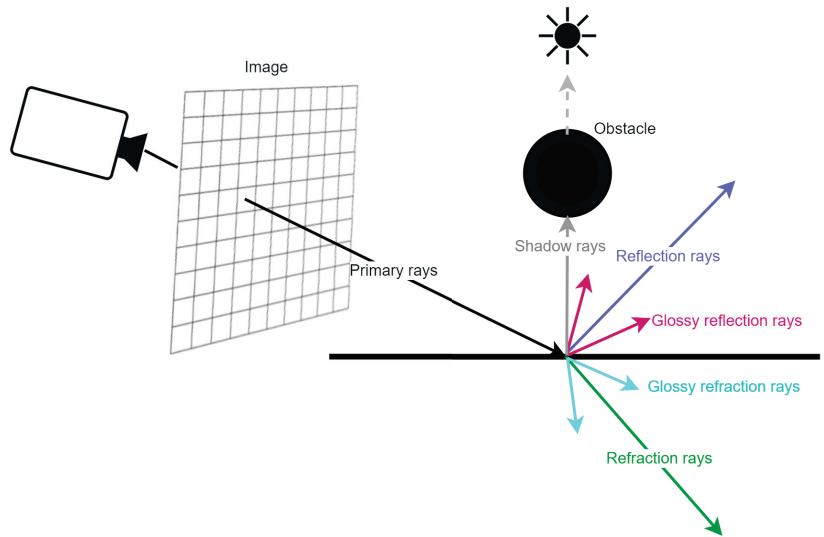 Image
Obstacle
Shadow rays
Reflection rays
Primary rays
Glossy reflection rays
Glossy refraction rays
Refraction rays